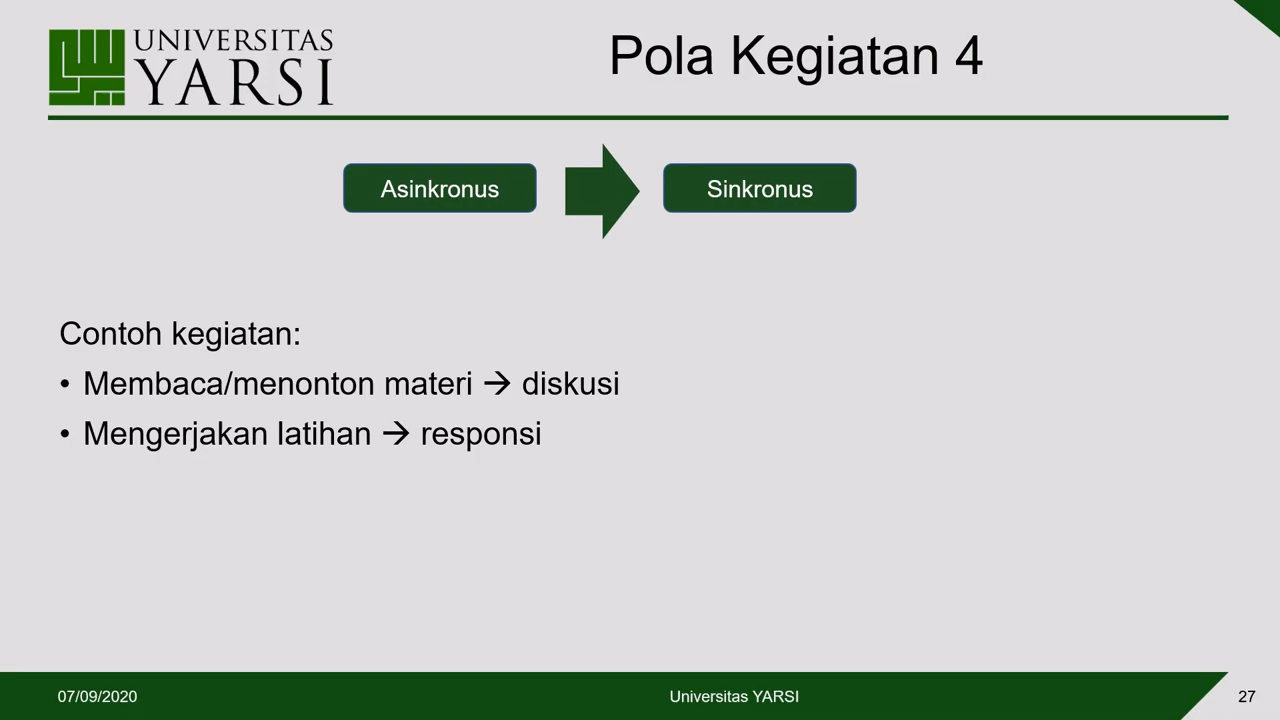 UNIVERSITAS
YARSI
Pola Kegiatan 4
Asinkronus
Sinkronus
Contoh kegiatan:
• Membaca/menonton materi → diskusi
• Mengerjakan latihan → responsi
07/09/2020
Universitas YARSI
27